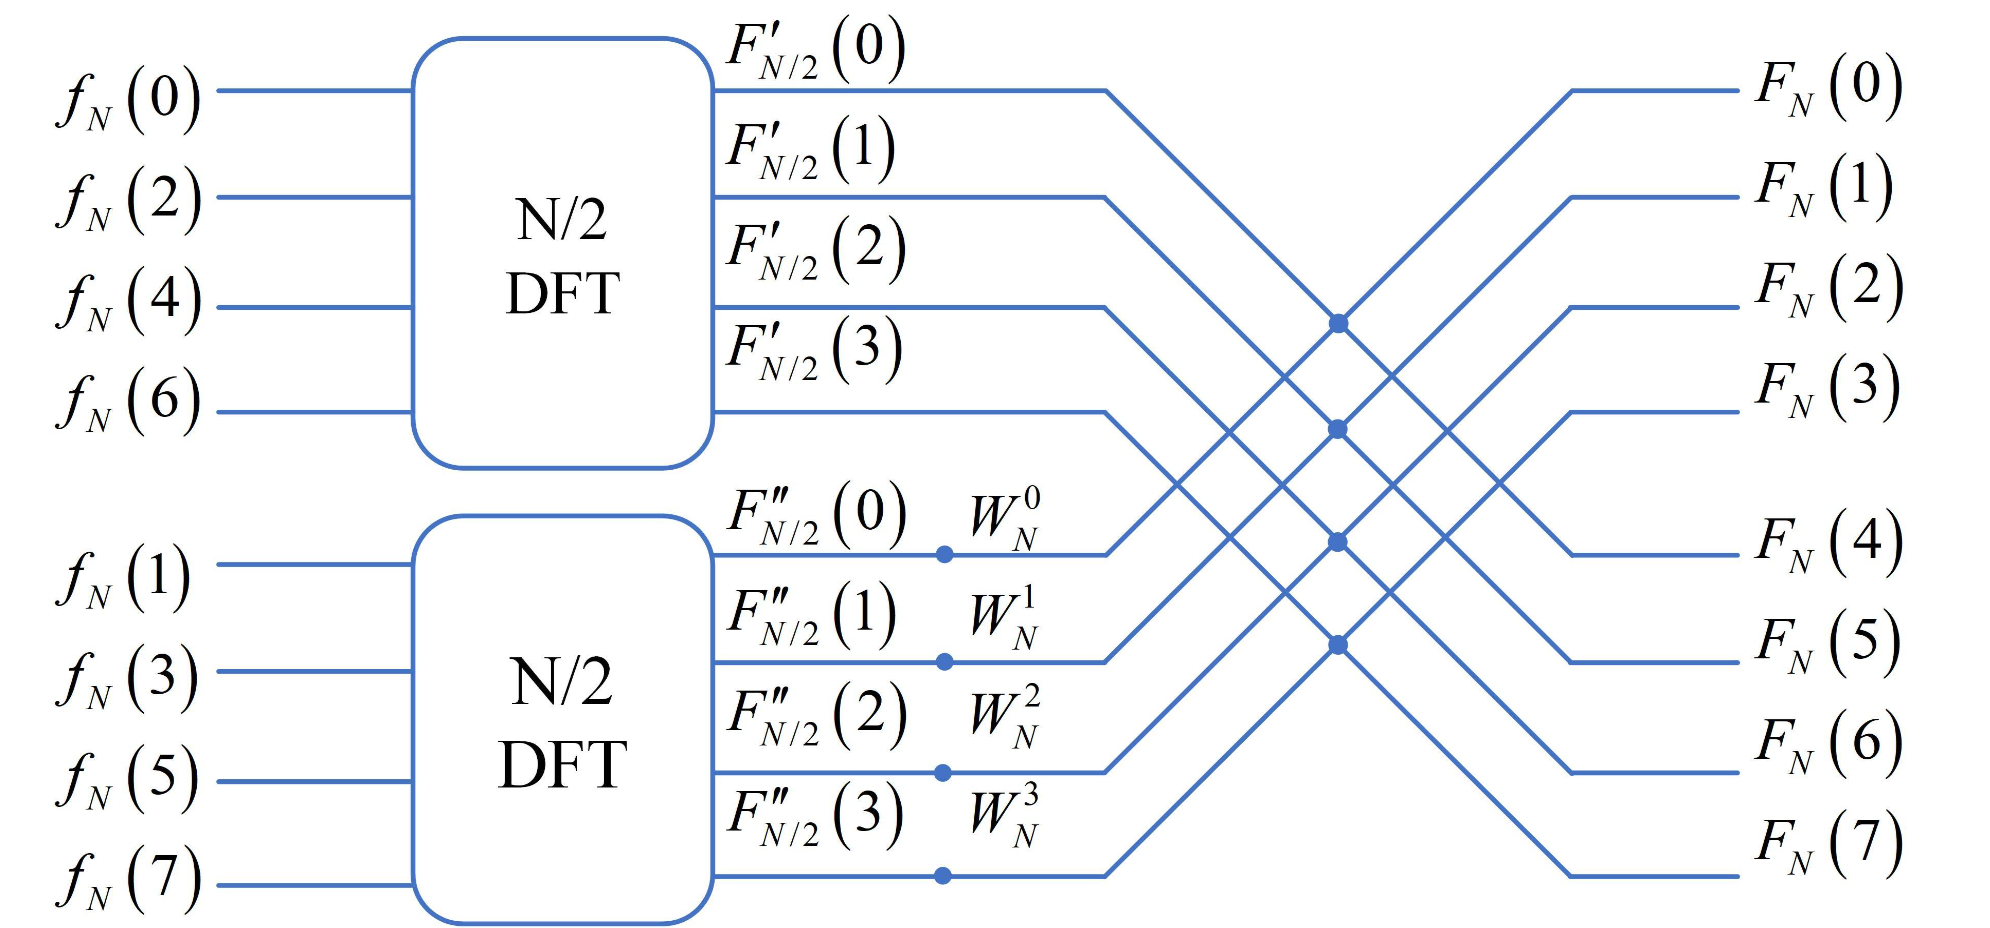 f_N(0)
f_N(2)
f_N(4)
f_N(6)
N/2
DFT
F′_{N/2}(0)
F′_{N/2}(1)
F′_{N/2}(2)
F′_{N/2}(3)
f_N(1)
f_N(3)
f_N(5)
f_N(7)
N/2
DFT
F″_{N/2}(0) W_N^0
F″_{N/2}(1) W_N^1
F″_{N/2}(2) W_N^2
F″_{N/2}(3) W_N^3
F_N(0)
F_N(1)
F_N(2)
F_N(3)
F_N(4)
F_N(5)
F_N(6)
F_N(7)